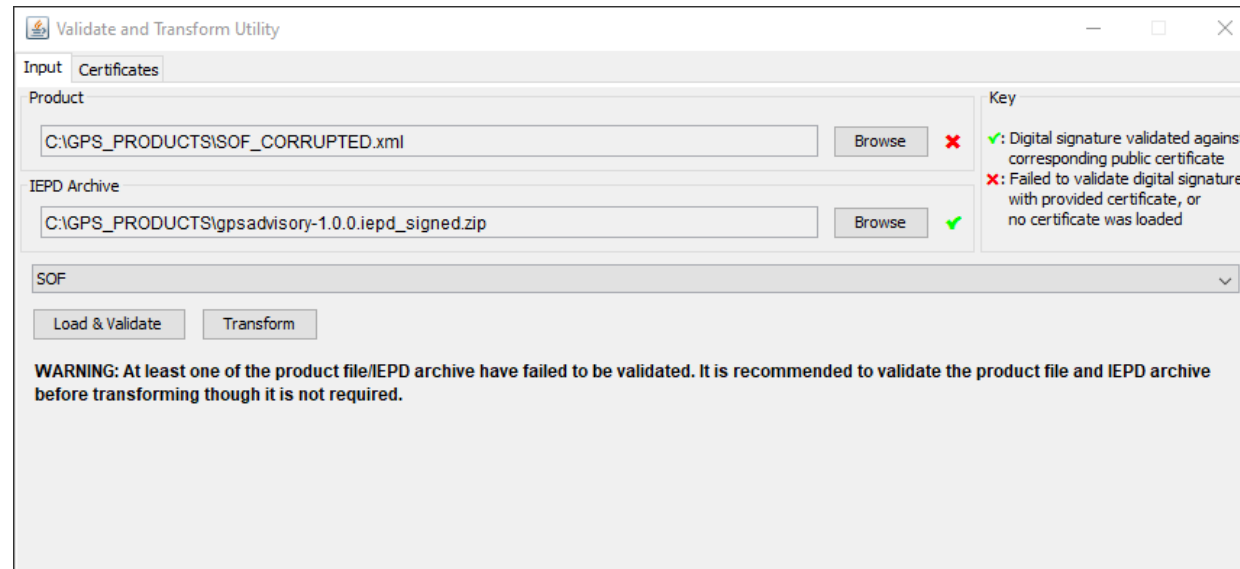 Validate and Transform Utility
Input Certificates
Product
C:\GPS_PRODUCTS\SOF_CORRUPTED.xml
Browse
IEPD Archive
C:\GPS_PRODUCTS\gpsadvisory-1.0.0.iepd_signed.zip
Browse
Key
: Digital signature validated agains
corresponding public certificate
: Failed to validate digital signature
with provided certificate, or
no certificate was loaded
SOF
Load & Validate Transform
WARNING: At least one of the product file/IEPD archive have failed to be validated. It is recommended to validate the product file and IEPD archive
before transforming though it is not required.